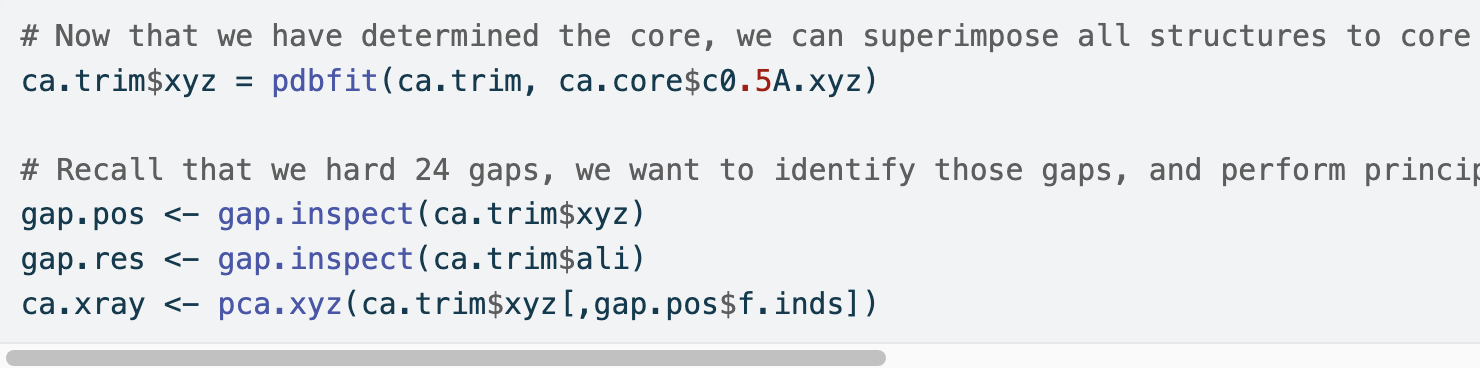 # Now that we have determined the core, we can superimpose all structures to core
ca.trim$xyz = pdbfit(ca.trim, ca.core$c0.5A.xyz)
# Recall that we hard 24 gaps, we want to identify those gaps, and perform princip
gap.pos <- gap.inspect(ca.trim$xyz)
gap.res <- gap.inspect(ca.trim$ali)
ca.xray <- pca.xyz(ca.trim$xyz[,gap.pos$f.inds])